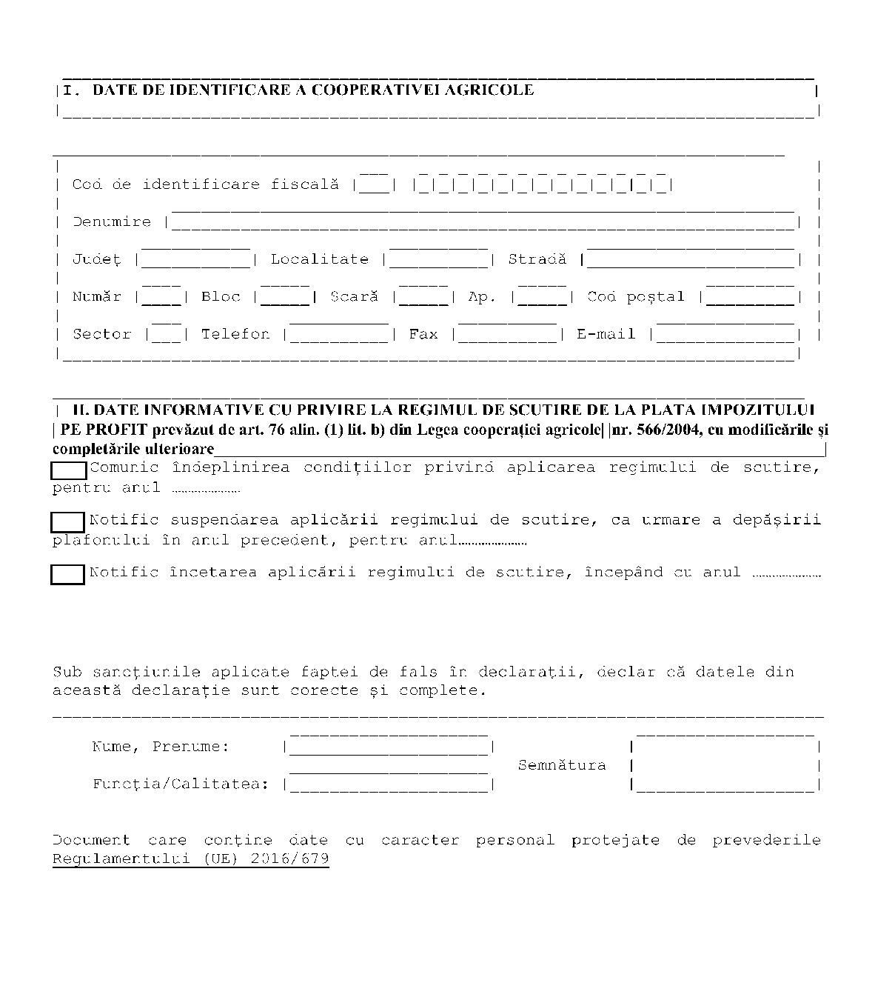 I. DATE DE IDENTIFICARE A COOPERATIVEI AGRICOLE
Cod de identificare fiscală
Denumire
Județ Localitate Stradă
Număr Bloc Scară Ap. Cod poștal
Sector Telefon Fax E-mail
II. DATE INFORMATIVE CU PRIVIRE LA REGIMUL DE SCUTIRE DE LA PLATA IMPOZITULUI
PE PROFIT prevăzut de art. 76 alin. (1) lit. b) din Legea cooperației agricole| |nr. 566/2004, cu modificările și
completările ulterioare
Comunic îndeplinirea condițiilor privind aplicarea regimului de scutire,
pentru anul …………………
Notific suspendarea aplicării regimului de scutire, ca urmare a depășirii
plafonului în anul precedent, pentru anul…………………
Notific încetarea aplicării regimului de scutire, începând cu anul …………………
Sub sancțiunile aplicate faptei de fals în declarații, declar că datele din
această declarație sunt corecte și complete.
Nume, Prenume:
Semnătura
Funcția/Calitatea:
Document care conține date cu caracter personal protejate de prevederile
Regulamentului (UE) 2016/679